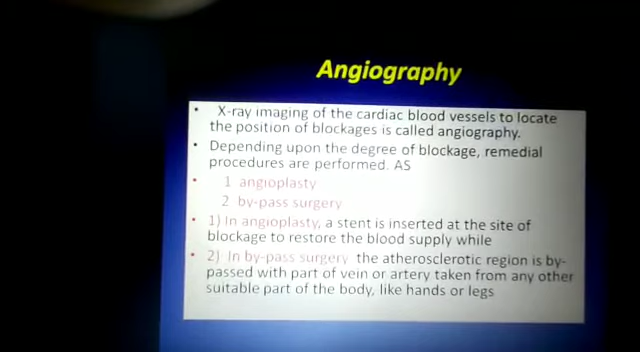 Angiography
• X-ray imaging of the cardiac blood vessels to locate
the position of blockages is called angiography.
• Depending upon the degree of blockage, remedial
procedures are performed. AS
• 1 angioplasty
2 by-pass surgery
• 1) In angioplasty, a stent is inserted at the site of
blockage to restore the blood supply while
• 2) In by-pass surgery the atherosclerotic region is by-
passed with part of vein or artery taken from any other
suitable part of the body, like hands or legs